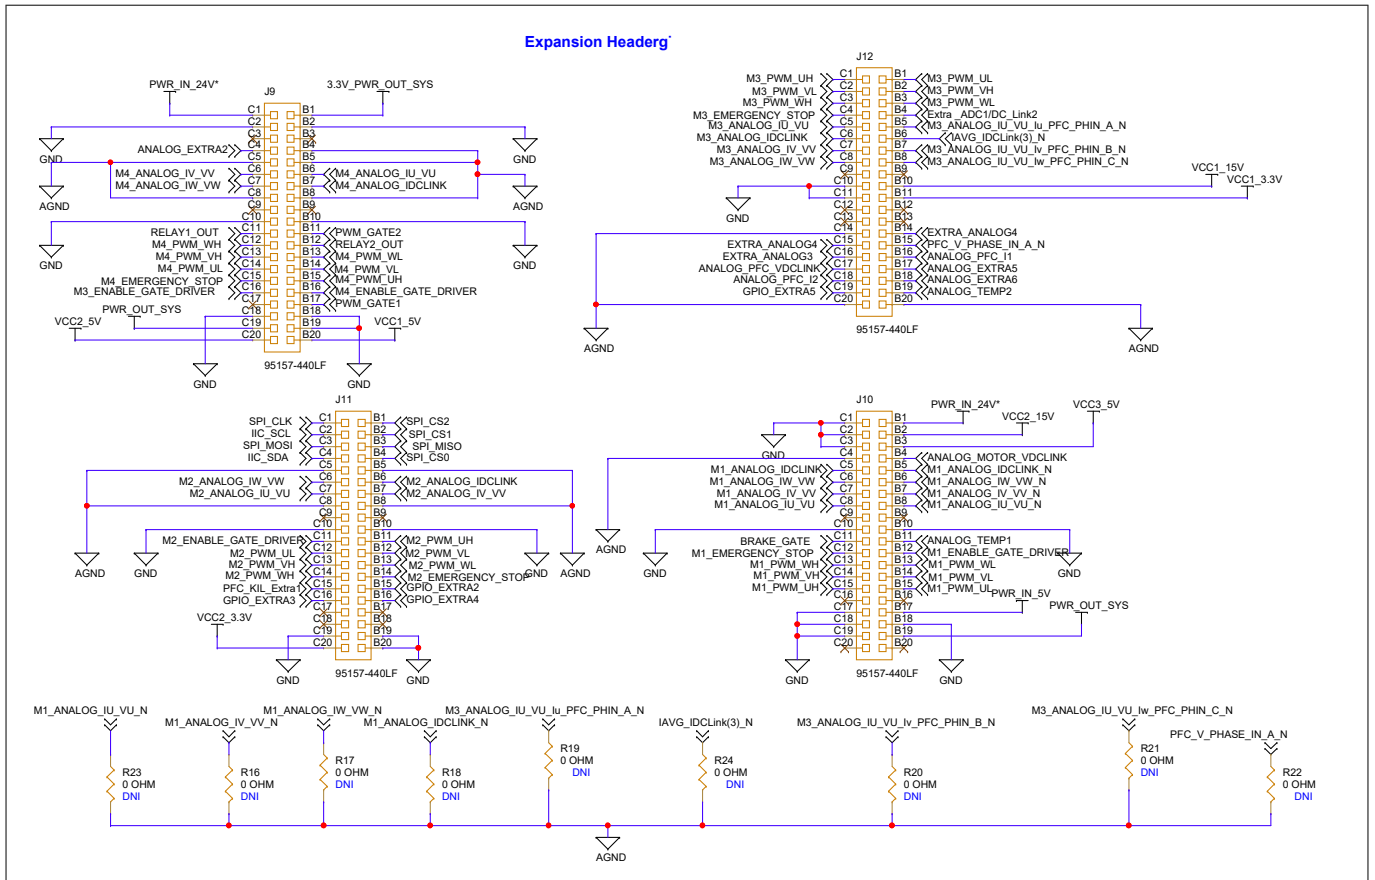 Expansion Headerg'
J9
PWR_IN_24V*
3.3V_PWR_OUT_SYS
C1 B1
C2 B2
C3 B3
ANALOG_EXTRA2 C4 B4
C5 B5
M4_ANALOG_IV_VV C6 B6 M4_ANALOG_IU_VU
M4_ANALOG_IW_VW C7 B7 M4_ANALOG_IDCLINK
C8 B8
C9 B9
C10 B10
RELAY1_OUT C11 B11 PWM_GATE2
M4_PWM_WH C12 B12 RELAY2_OUT
M4_PWM_VH C13 B13 M4_PWM_WL
M4_PWM_UL C14 B14 M4_PWM_VL
M4_EMERGENCY_STOP C15 B15 M4_PWM_UH
M3_ENABLE_GATE_DRIVER C16 B16 M4_ENABLE_GATE_DRIVER
C17 B17 PWM_GATE1
C18 B18
PWR_OUT_SYS C19 B19
VCC2_5V C20 B20 VCC1_5V
GND
AGND
GND
GND
AGND
GND
GND
GND
95157-440LF
J12
M3_PWM_UH C1 B1 M3_PWM_UL
M3_PWM_VL C2 B2 M3_PWM_VH
M3_PWM_WH C3 B3 M3_PWM_WL
M3_EMERGENCY_STOP C4 B4 Extra _ADC1/DC_Link2
M3_ANALOG_IU_VU C5 B5 M3_ANALOG_IU_VU_Iu_PFC_PHIN_A_N
M3_ANALOG_IDCLINK C6 B6 IAVG_IDCLink(3)_N
M3_ANALOG_IV_VV C7 B7 M3_ANALOG_IU_VU_Iv_PFC_PHIN_B_N
M3_ANALOG_IW_VW C8 B8 M3_ANALOG_IU_VU_Iw_PFC_PHIN_C_N
C9 B9
C10 B10 VCC1_15V
C11 B11 VCC1_3.3V
C12 B12
C13 B13
C14 B14 EXTRA_ANALOG4
EXTRA_ANALOG4 C15 B15 PFC_V_PHASE_IN_A_N
EXTRA_ANALOG3 C16 B16 ANALOG_PFC_I1
ANALOG_PFC_VDCLINK C17 B17 ANALOG_EXTRA5
ANALOG_PFC_I2 C18 B18 ANALOG_EXTRA6
GPIO_EXTRA5 C19 B19 ANALOG_TEMP2
C20 B20
GND
AGND
AGND
95157-440LF
J11
SPI_CLK C1 B1 SPI_CS2
IIC_SCL C2 B2 SPI_CS1
SPI_MOSI C3 B3 SPI_MISO
IIC_SDA C4 B4 SPI_CS0
C5 B5
M2_ANALOG_IW_VW C6 B6 M2_ANALOG_IDCLINK
M2_ANALOG_IU_VU C7 B7 M2_ANALOG_IV_VV
C8 B8
C9 B9
C10 B10
M2_ENABLE_GATE_DRIVER C11 B11 M2_PWM_UH
M2_PWM_UL C12 B12 M2_PWM_VL
M2_PWM_VH C13 B13 M2_PWM_WL
M2_PWM_WH C14 B14 M2_EMERGENCY_STOP
PFC_KIL_Extra1 C15 B15 GPIO_EXTRA2
GPIO_EXTRA3 C16 B16 GPIO_EXTRA4
C17 B17
VCC2_3.3V C18 B18
C19 B19
C20 B20
AGND
GND
GND
AGND
GND
GND
95157-440LF
J10
C1 B1 PWR_IN_24V*
C2 B2 VCC2_15V
C3 B3 VCC3_5V
C4 B4 ANALOG_MOTOR_VDCLINK
M1_ANALOG_IDCLINK C5 B5 M1_ANALOG_IDCLINK_N
M1_ANALOG_IW_VW C6 B6 M1_ANALOG_IW_VW_N
M1_ANALOG_IV_VV C7 B7 M1_ANALOG_IV_VV_N
M1_ANALOG_IU_VU C8 B8 M1_ANALOG_IU_VU_N
C9 B9
C10 B10
BRAKE_GATE C11 B11 ANALOG_TEMP1
M1_EMERGENCY_STOP C12 B12 M1_ENABLE_GATE_DRIVER
M1_PWM_WH C13 B13 M1_PWM_WL
M1_PWM_VH C14 B14 M1_PWM_VL
M1_PWM_UH C15 B15 M1_PWM_UL
C16 B16 PWR_IN_5V
C17 B17 PWR_OUT_SYS
C18 B18
C19 B19
C20 B20
GND
AGND
GND
GND
GND
GND
95157-440LF
M1_ANALOG_IU_VU_N
R23
0 OHM
DNI
M1_ANALOG_IV_VV_N
R16
0 OHM
DNI
M1_ANALOG_IW_VW_N
R17
0 OHM
DNI
M1_ANALOG_IDCLINK_N
R18
0 OHM
DNI
M3_ANALOG_IU_VU_Iu_PFC_PHIN_A_N
R19
0 OHM
DNI
IAVG_IDCLink(3)_N
R24
0 OHM
DNI
M3_ANALOG_IU_VU_Iv_PFC_PHIN_B_N
R20
0 OHM
DNI
M3_ANALOG_IU_VU_Iw_PFC_PHIN_C_N
R21
0 OHM
DNI
PFC_V_PHASE_IN_A_N
R22
0 OHM
DNI
AGND